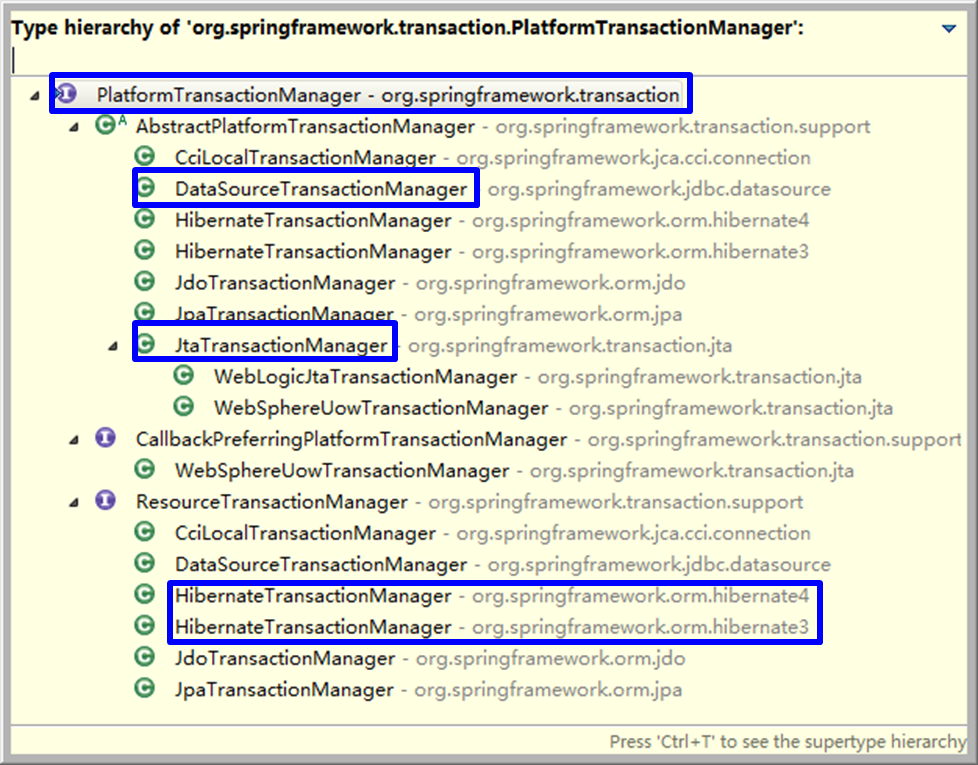 Type hierarchy of 'org.springframework.transaction.PlatformTransactionManager':
PlatformTransactionManager - org.springframework.transaction
AbstractPlatformTransactionManager - org.springframework.transaction.support
CciLocalTransactionManager - org.springframework.jca.cci.connection
DataSourceTransactionManager - org.springframework.jdbc.datasource
HibernateTransactionManager - org.springframework.orm.hibernate4
HibernateTransactionManager - org.springframework.orm.hibernate3
JdoTransactionManager - org.springframework.orm.jdo
JpaTransactionManager - org.springframework.orm.jpa
JtaTransactionManager - org.springframework.transaction.jta
WebLogicJtaTransactionManager - org.springframework.transaction.jta
WebSphereUowTransactionManager - org.springframework.transaction.jta
CallbackPreferringPlatformTransactionManager - org.springframework.transaction.support
WebSphereUowTransactionManager - org.springframework.transaction.jta
ResourceTransactionManager - org.springframework.transaction.support
CciLocalTransactionManager - org.springframework.jca.cci.connection
DataSourceTransactionManager - org.springframework.jdbc.datasource
HibernateTransactionManager - org.springframework.orm.hibernate4
HibernateTransactionManager - org.springframework.orm.hibernate3
JdoTransactionManager - org.springframework.orm.jdo
JpaTransactionManager - org.springframework.orm.jpa
Press 'Ctrl+T' to see the supertype hierarchy